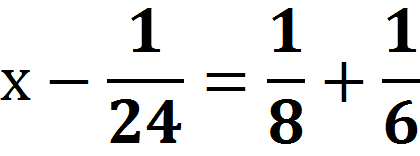 x − 1/24 = 1/8 + 1/6